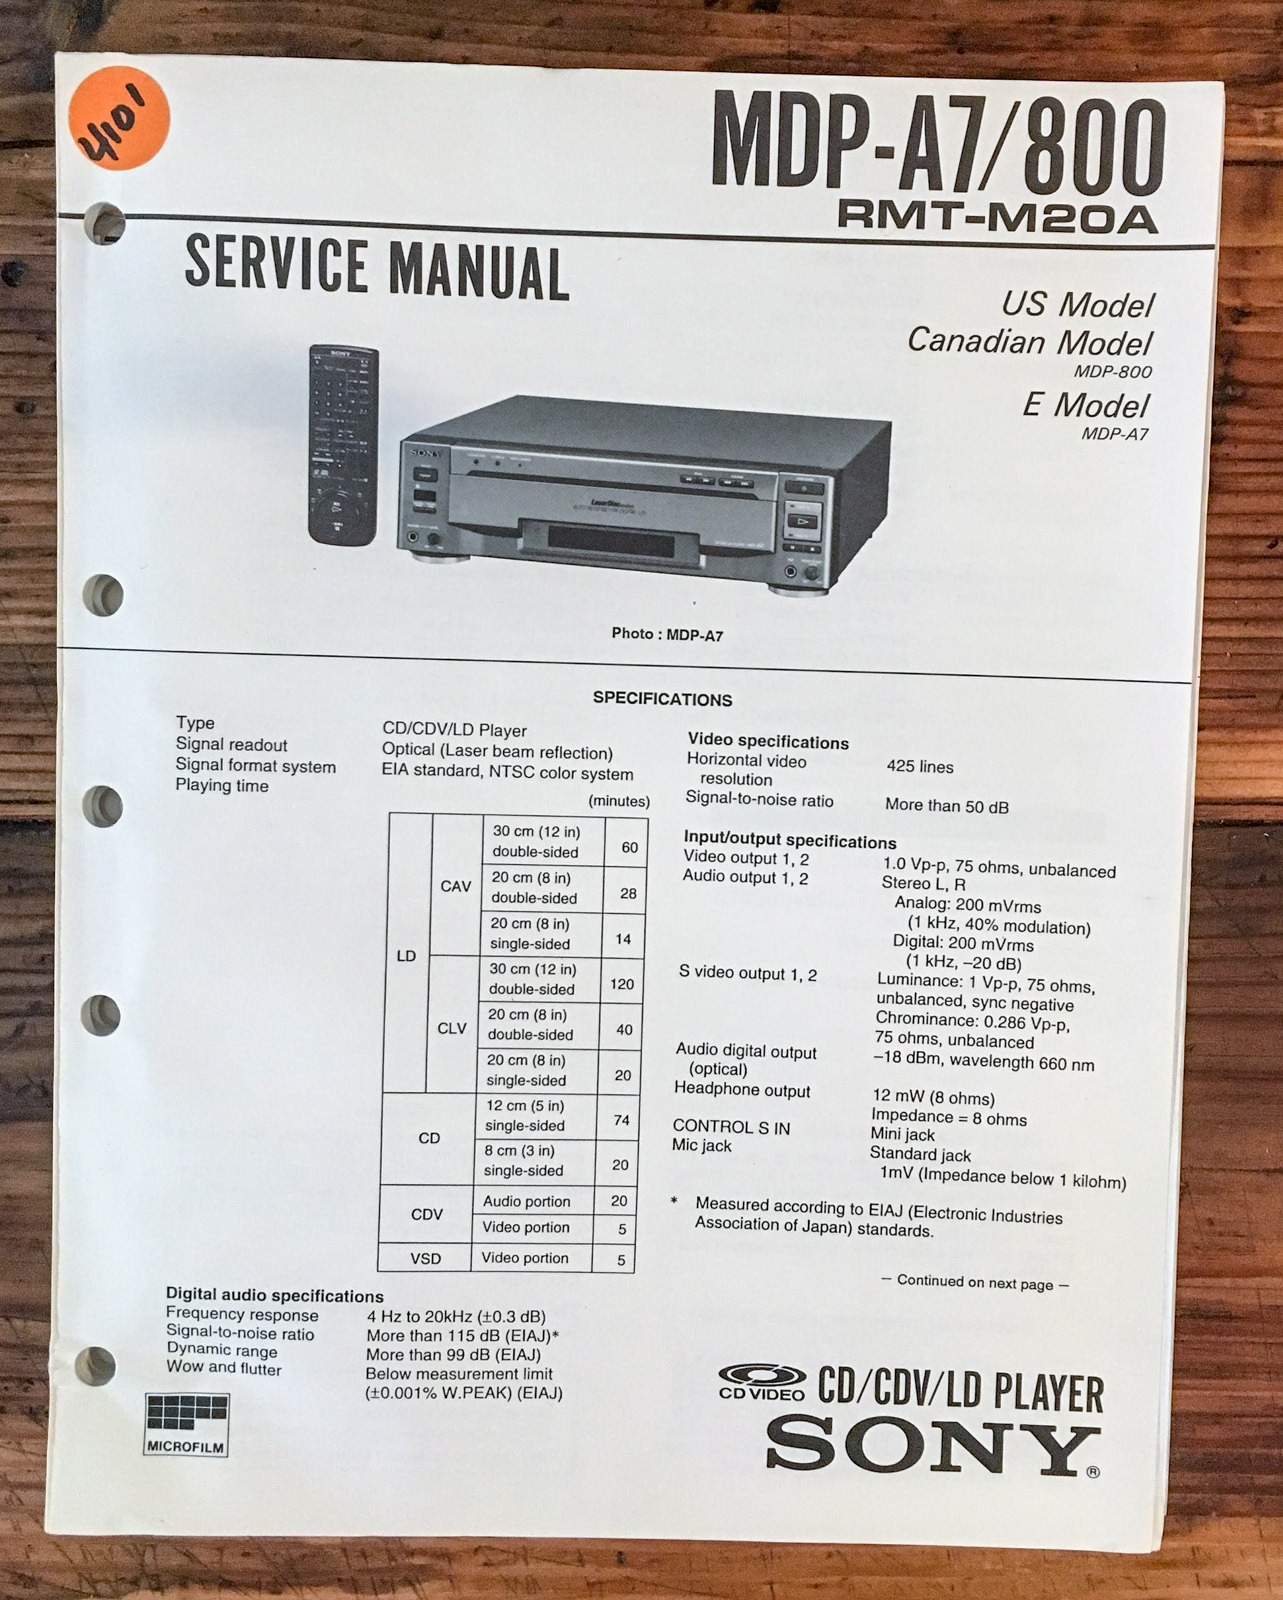 4101
MDP-A7/800
RMT-M20A
SERVICE MANUAL
US Model
Canadian Model
MDP-800
E Model
MDP-A7
SONY
SONY
LaserDisc
Photo : MDP-A7
SPECIFICATIONS
Type CD/CDV/LD Player
Signal readout Optical (Laser beam reflection)
Signal format system EIA standard, NTSC color system
Playing time
(minutes)
LD CAV 30 cm (12 in) double-sided 60
20 cm (8 in) double-sided 28
20 cm (8 in) single-sided 14
CLV 30 cm (12 in) double-sided 120
20 cm (8 in) double-sided 40
20 cm (8 in) single-sided 20
CD 12 cm (5 in) single-sided 74
8 cm (3 in) single-sided 20
CDV Audio portion 20
Video portion 5
VSD Video portion 5
Digital audio specifications
Frequency response 4 Hz to 20kHz (±0.3 dB)
Signal-to-noise ratio More than 115 dB (EIAJ)*
Dynamic range More than 99 dB (EIAJ)
Wow and flutter Below measurement limit
(±0.001% W.PEAK) (EIAJ)
MICROFILM
Video specifications
Horizontal video
resolution 425 lines
Signal-to-noise ratio More than 50 dB
Input/output specifications
Video output 1, 2 1.0 Vp-p, 75 ohms, unbalanced
Audio output 1, 2 Stereo L, R
Analog: 200 mVrms
(1 kHz, 40% modulation)
Digital: 200 mVrms
(1 kHz, –20 dB)
S video output 1, 2 Luminance: 1 Vp-p, 75 ohms,
unbalanced, sync negative
Chrominance: 0.286 Vp-p,
75 ohms, unbalanced
Audio digital output –18 dBm, wavelength 660 nm
(optical)
Headphone output 12 mW (8 ohms)
Impedance = 8 ohms
CONTROL S IN Mini jack
Mic jack Standard jack
1mV (Impedance below 1 kilohm)
* Measured according to EIAJ (Electronic Industries
Association of Japan) standards.
– Continued on next page –
CD VIDEO CD/CDV/LD PLAYER
SONY®